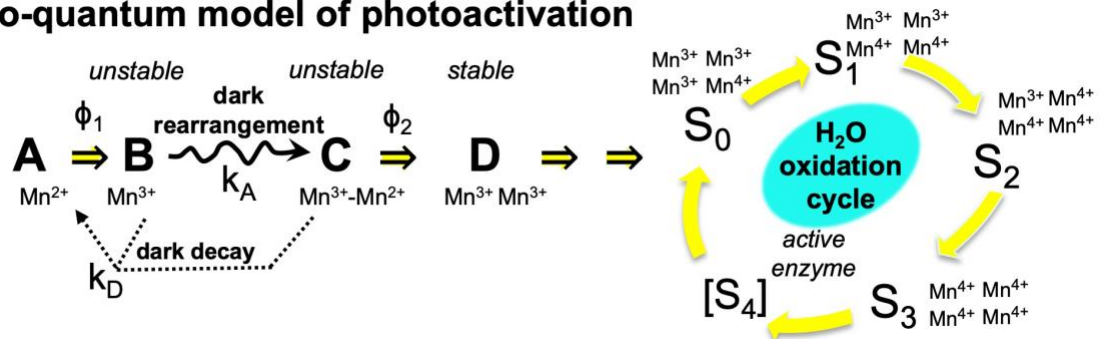 o-quantum model of photoactivation
unstable
unstable
stable
ϕ1
dark
rearrangement
ϕ2
A ⇒ B C ⇒ D ⇒ ⇒
kA
Mn²⁺
Mn³⁺
Mn³⁺-Mn²⁺
Mn³⁺ Mn³⁺
dark decay
kD
Mn³⁺ Mn³⁺
Mn³⁺ Mn⁴⁺
S0
Mn³⁺ Mn³⁺
Mn⁴⁺ Mn⁴⁺
S1
Mn³⁺ Mn⁴⁺
Mn⁴⁺ Mn⁴⁺
S2
H2O
oxidation
cycle
active
enzyme
[S4]
S3
Mn⁴⁺ Mn⁴⁺
Mn⁴⁺ Mn⁴⁺